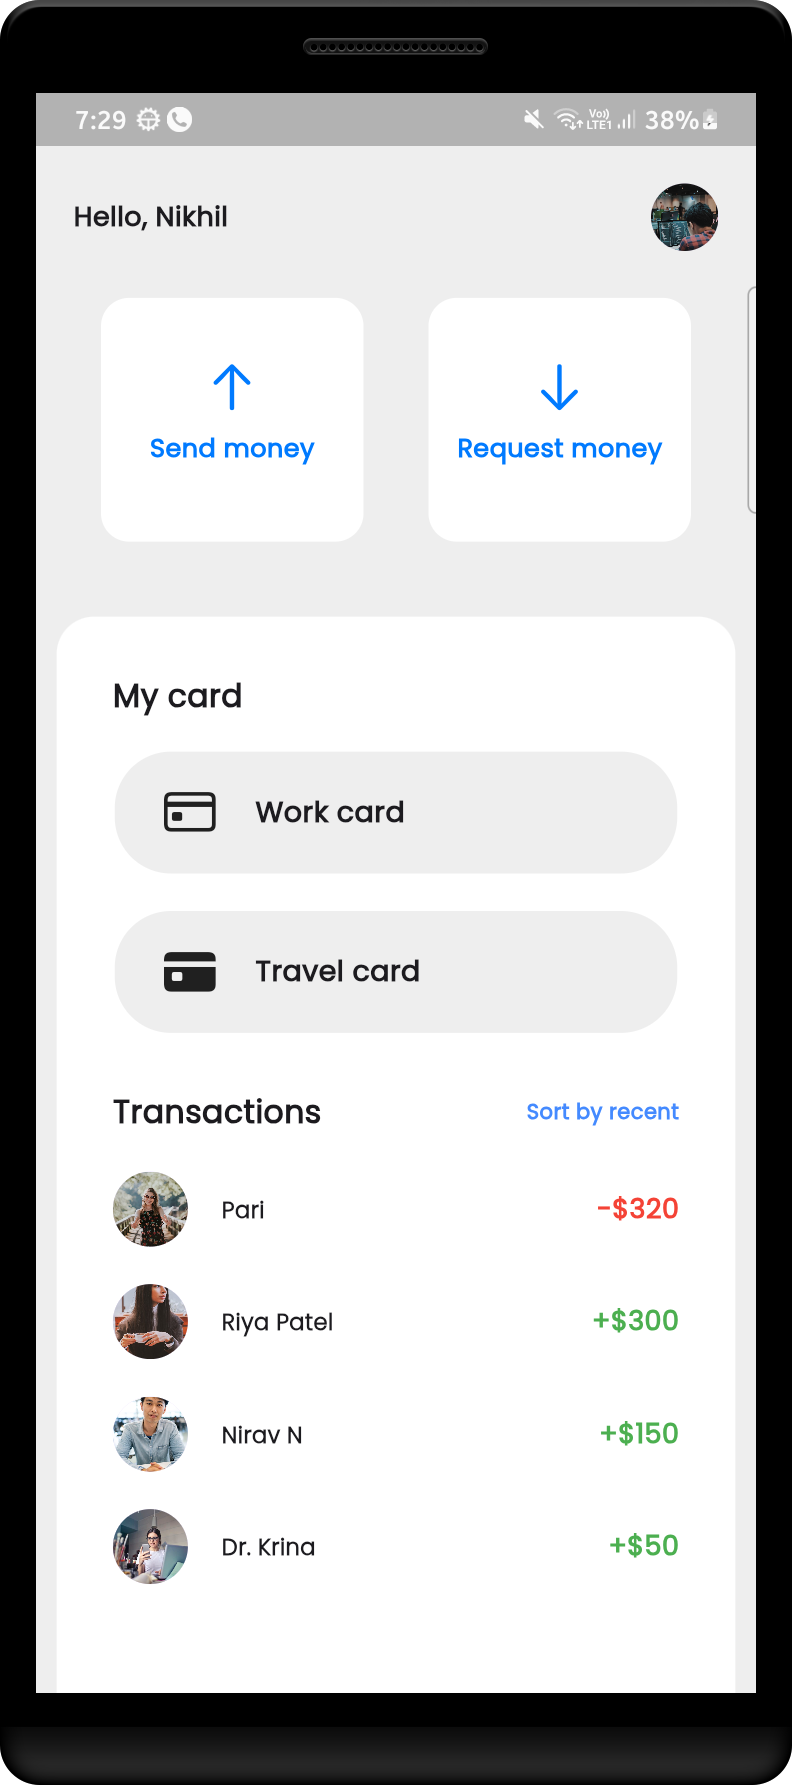 7:29 Vo)) LTE1 38%
Hello, Nikhil
Send money Request money
My card
Work card
Travel card
Transactions Sort by recent
Pari -$320
Riya Patel +$300
Nirav N +$150
Dr. Krina +$50